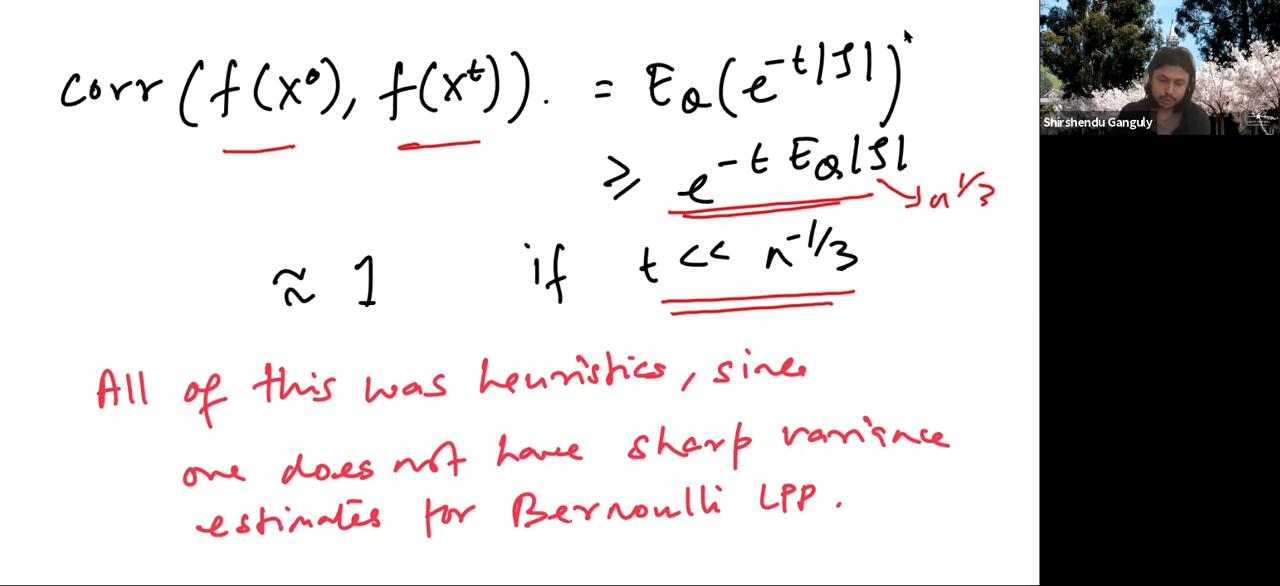 corr (f(x⁰), f(xᵗ)). = E_Q(e^{-t|S|})
≥ e^{-t E_Q|S|}
→ n^{1/3}
≈ 1 if t << n^{-1/3}
All of this was heuristics, since
one does not have sharp variance
estimates for Bernoulli LPP.
Shirshendu Ganguly